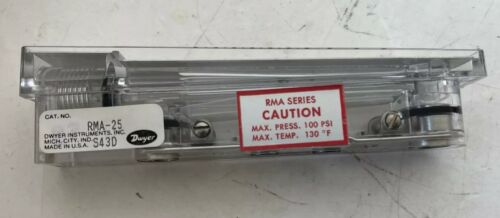 CAT. NO.
RMA-25
DWYER INSTRUMENTS, INC.
MICH. CITY, IND.
MADE IN U.S.A. S43D
Dwyer
RMA SERIES
CAUTION
MAX. PRESS. 100 PSI
MAX. TEMP. 130 °F